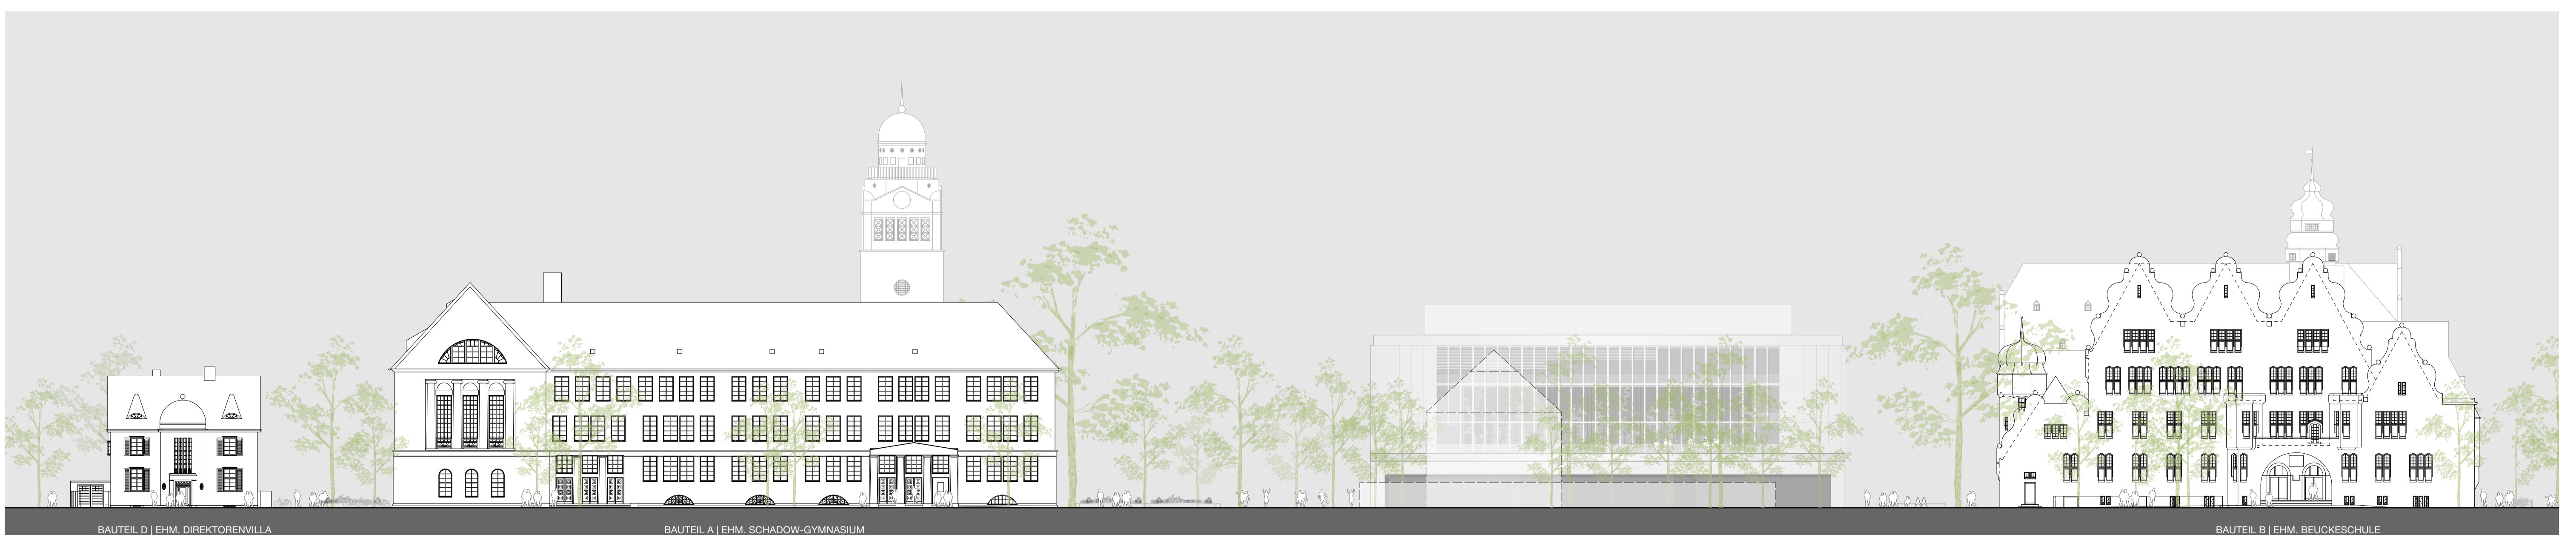 BAUTEIL D | EHM. DIREKTORENVILLA
BAUTEIL A | EHM. SCHADOW-GYMNASIUM
BAUTEIL B | EHM. BEUCKESCHULE